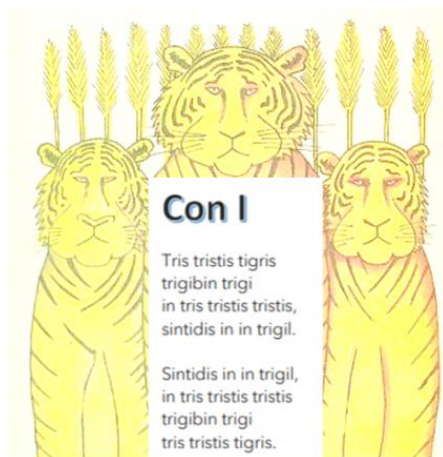 Con I
Tris tristis tigris
trigibin trigi
in tris tristis tristis,
sintidis in in trigil.
Sintidis in in trigil,
in tris tristis tristis
trigibin trigi
tris tristis tigris.